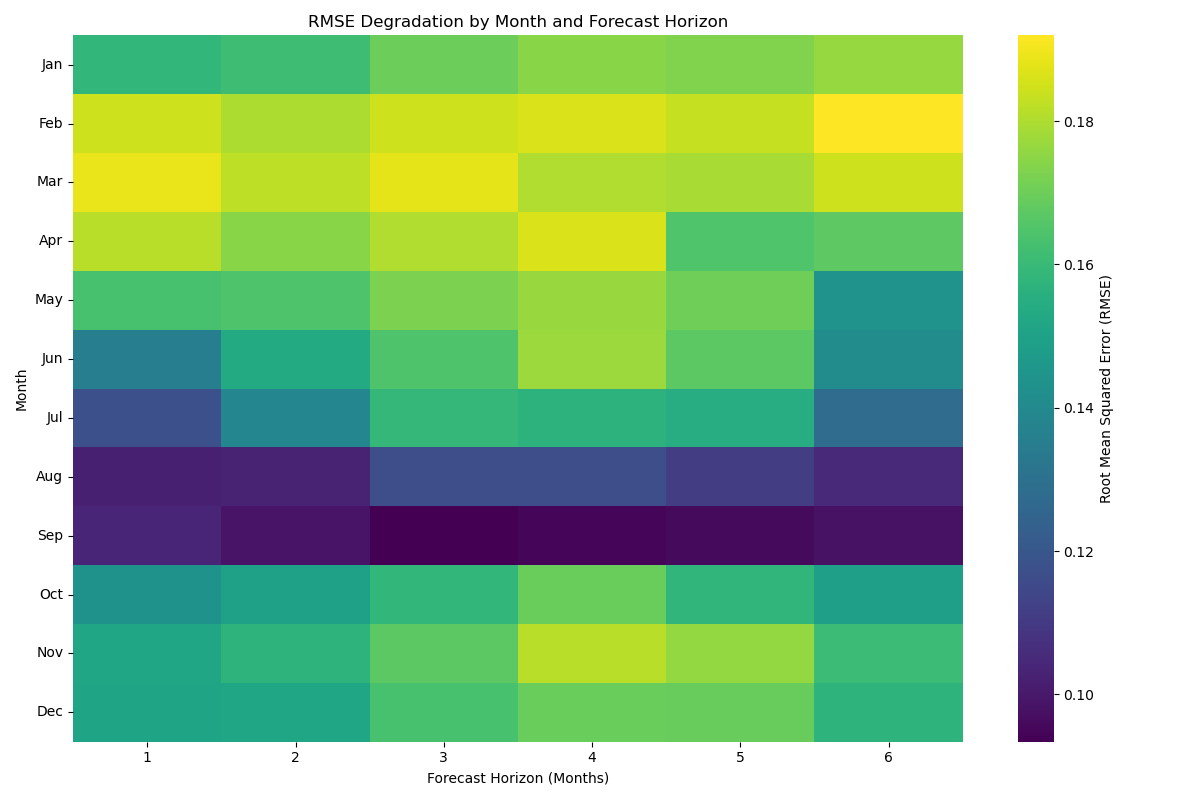 RMSE Degradation by Month and Forecast Horizon
Jan
Feb
Mar
Apr
May
Jun
Jul
Aug
Sep
Oct
Nov
Dec
Month
1 2 3 4 5 6
Forecast Horizon (Months)
0.18
0.16
0.14
0.12
0.10
Root Mean Squared Error (RMSE)